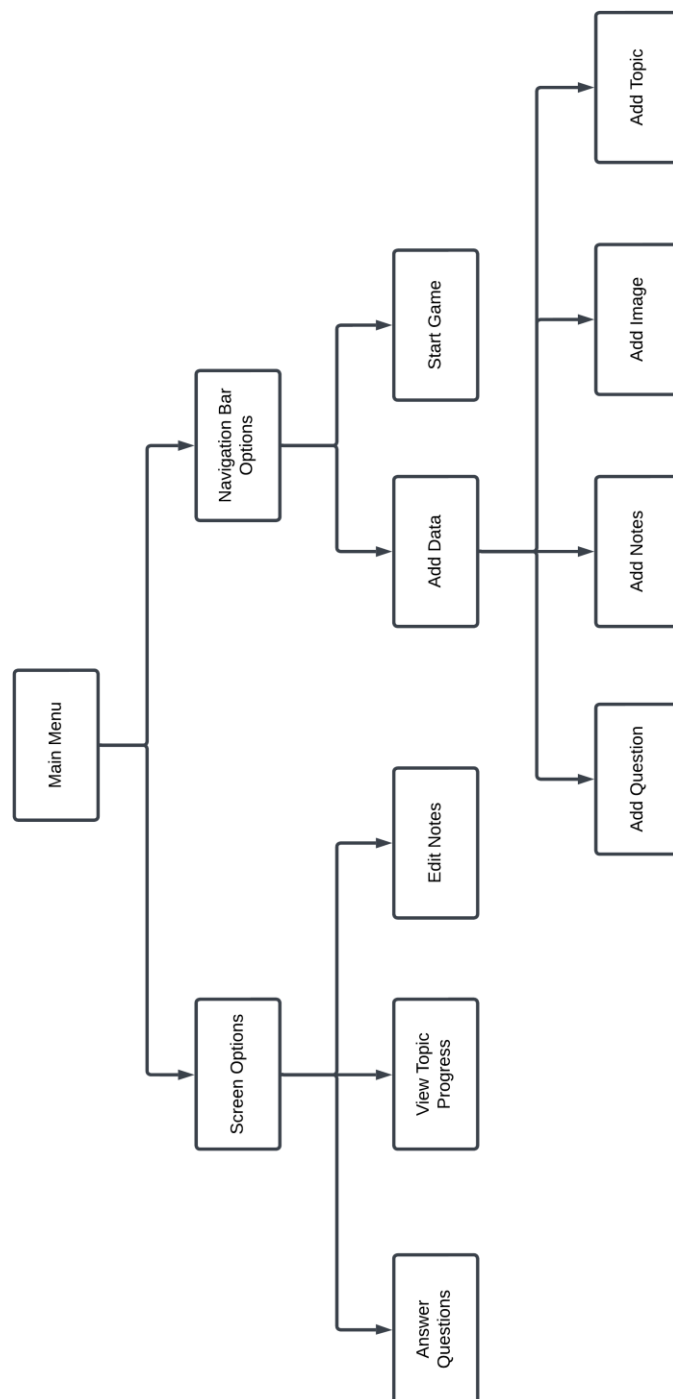 Main Menu
Screen Options
Navigation Bar
Options
Answer
Questions
View Topic
Progress
Edit Notes
Add Data
Start Game
Add Question
Add Notes
Add Image
Add Topic